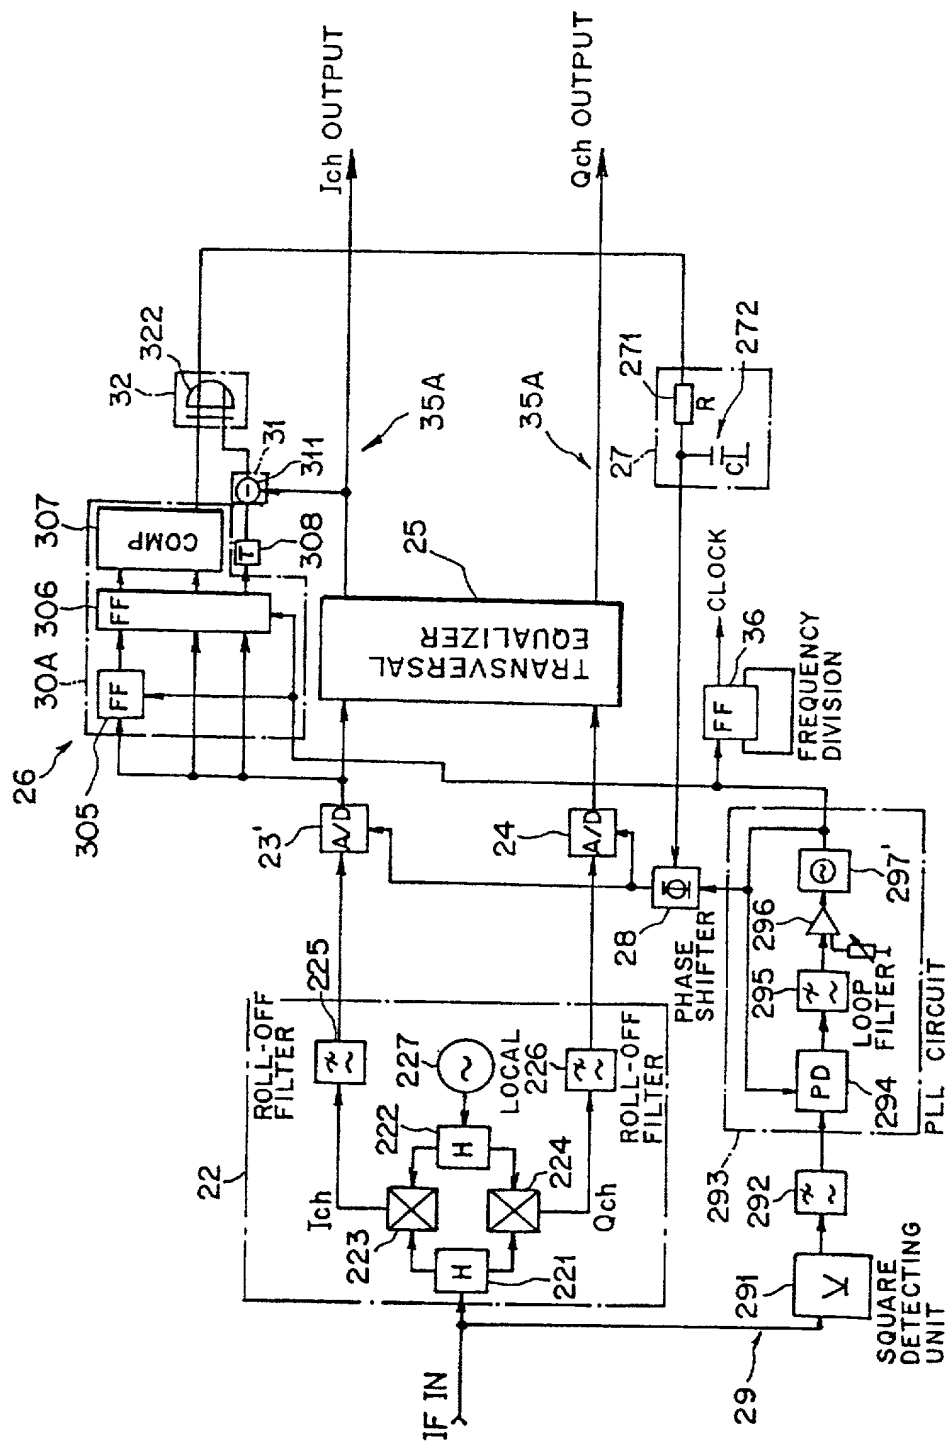 IF IN
22
221
H
223
Ich
222
H
224
Qch
227
LOCAL
225
ROLL-OFF
FILTER
226
ROLL-OFF
FILTER
23'
A/D
24
A/D
28
PHASE
SHIFTER
26
30A
305
FF
306
FF
307
COMP
308
T
31
311
32
322
25
TRANSVERSAL
EQUALIZER
35A
35A
Ich OUTPUT
Qch OUTPUT
27
271
R
272
C
29
291
SQUARE
DETECTING
UNIT
292
293
PD
294
295
LOOP
FILTER
296
297'
PLL CIRCUIT
FF
36
CLOCK
FREQUENCY
DIVISION